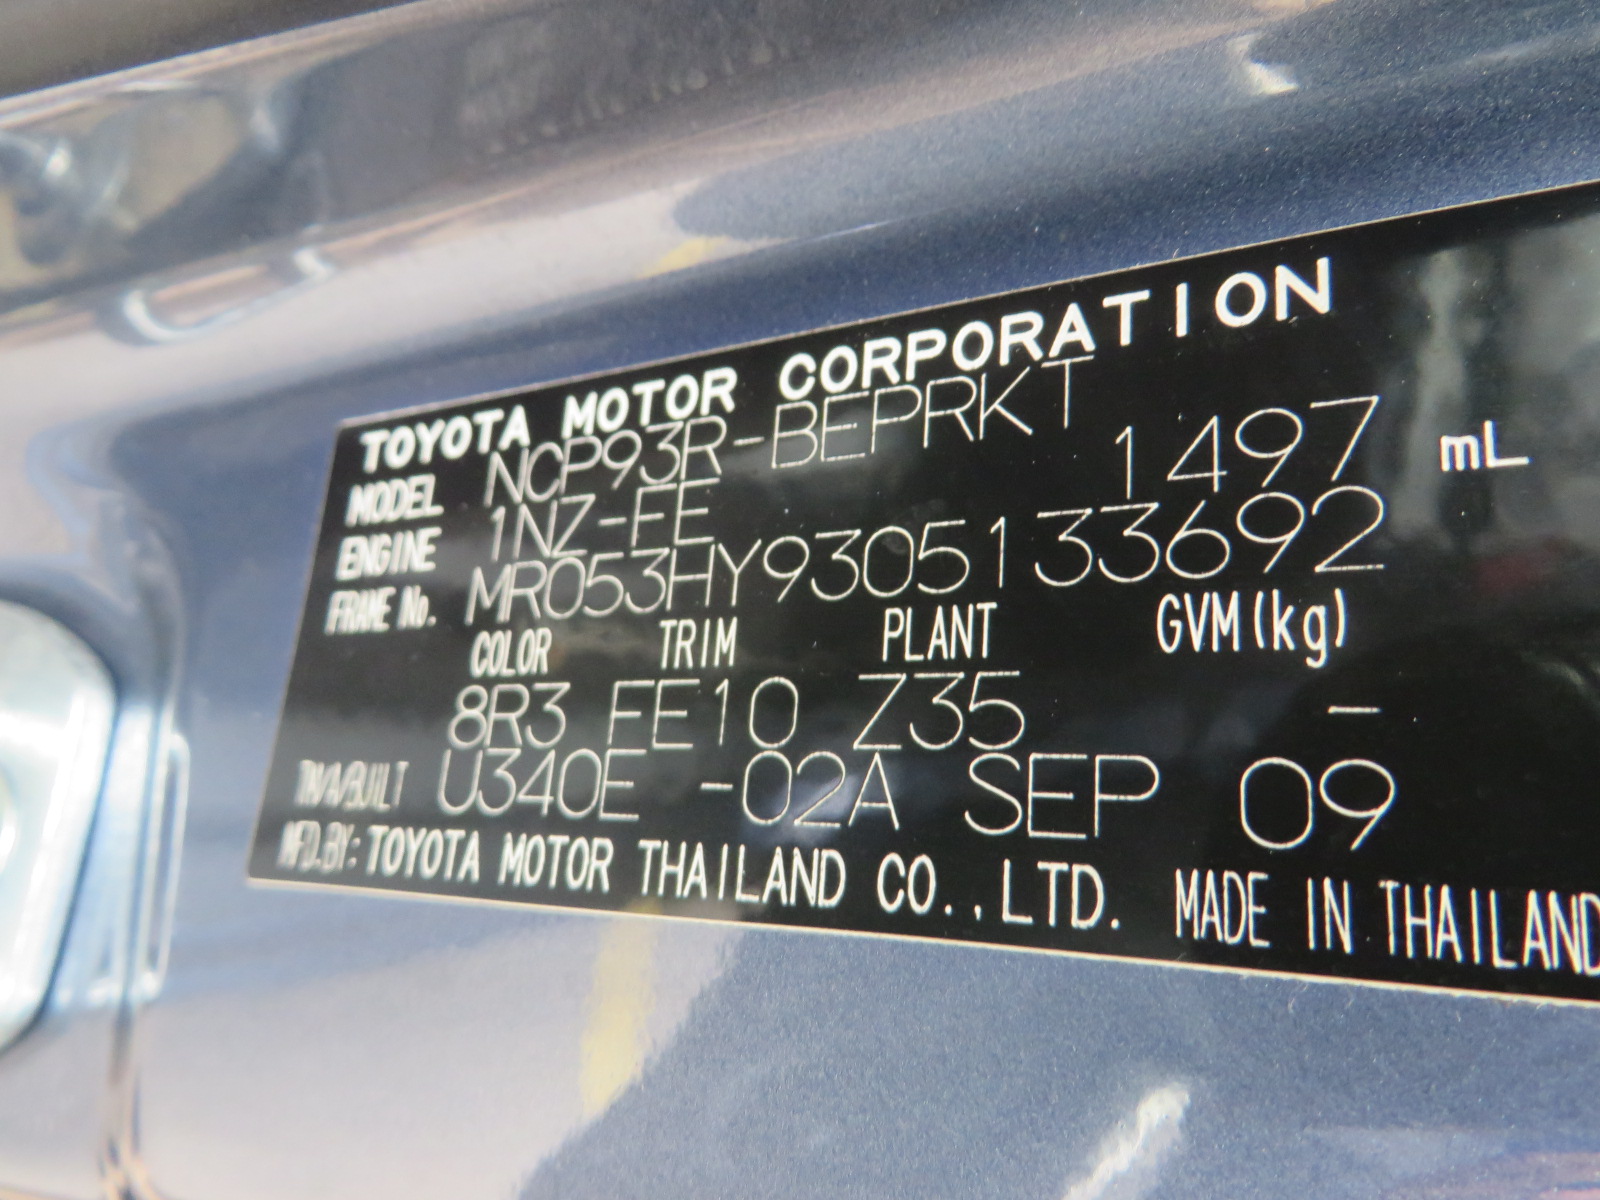 TOYOTA MOTOR CORPORATION
MODEL NCP93R-BEPRKT
ENGINE 1NZ-FE 1497 mL
FRAME No. MR053HY9305133692
COLOR TRIM PLANT GVM(kg)
8R3 FE10 Z35 -
TM/A/BUILT U340E -02A SEP 09
MFD.BY: TOYOTA MOTOR THAILAND CO.,LTD. MADE IN THAILAND